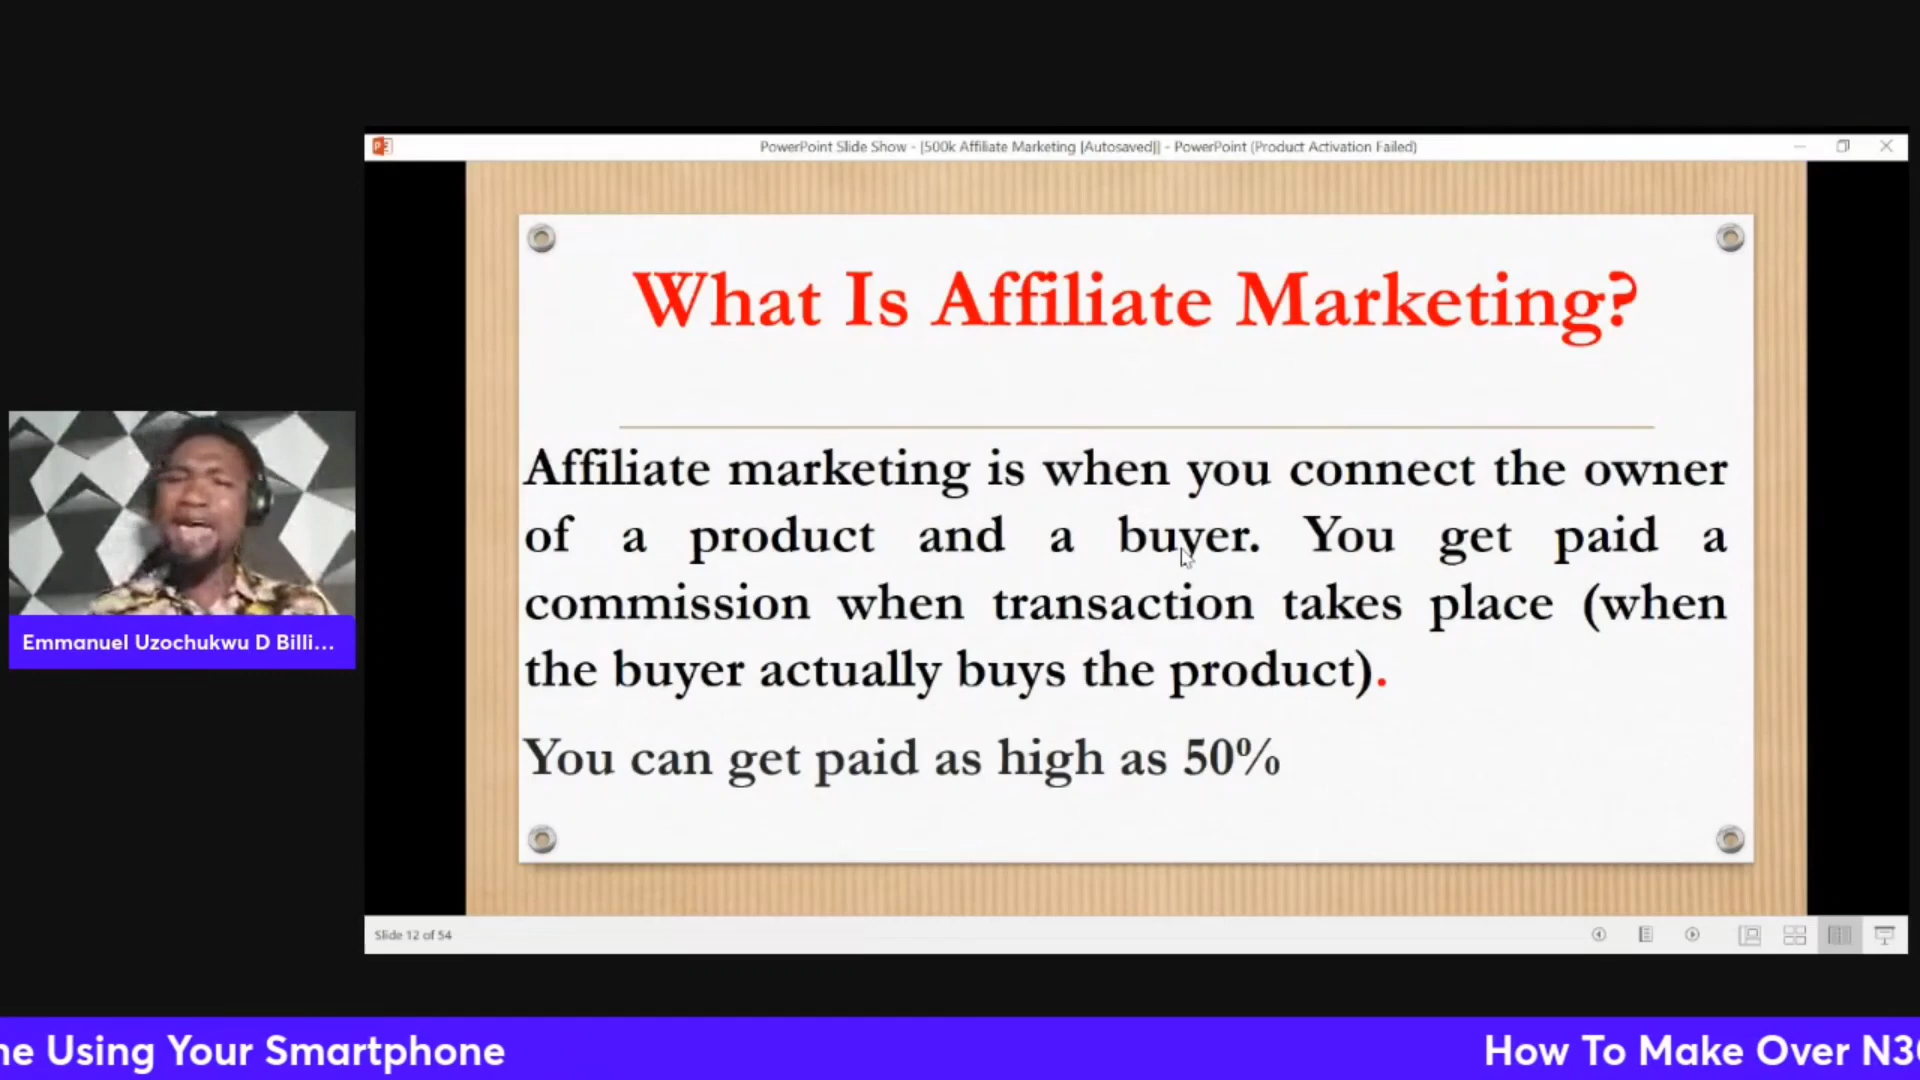 PowerPoint Slide Show - [500k Affiliate Marketing [Autosaved]] - PowerPoint (Product Activation Failed)
What Is Affiliate Marketing?
Affiliate marketing is when you connect the owner
of a product and a buyer. You get paid a
commission when transaction takes place (when
the buyer actually buys the product).
You can get paid as high as 50%
Emmanuel Uzochukwu D Billi...
Slide 12 of 54
ne Using Your Smartphone
How To Make Over N30